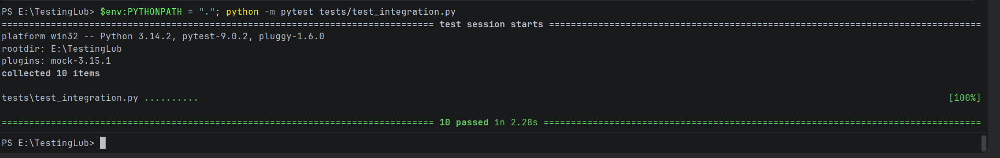 PS E:\TestingLub> $env:PYTHONPATH = "."; python -m pytest tests/test_integration.py
=============================================================================== test session starts ===============================================================================
platform win32 -- Python 3.14.2, pytest-9.0.2, pluggy-1.6.0
rootdir: E:\TestingLub
plugins: mock-3.15.1
collected 10 items
tests\test_integration.py .......... [100%]
=============================================================================== 10 passed in 2.28s ================================================================================
PS E:\TestingLub>